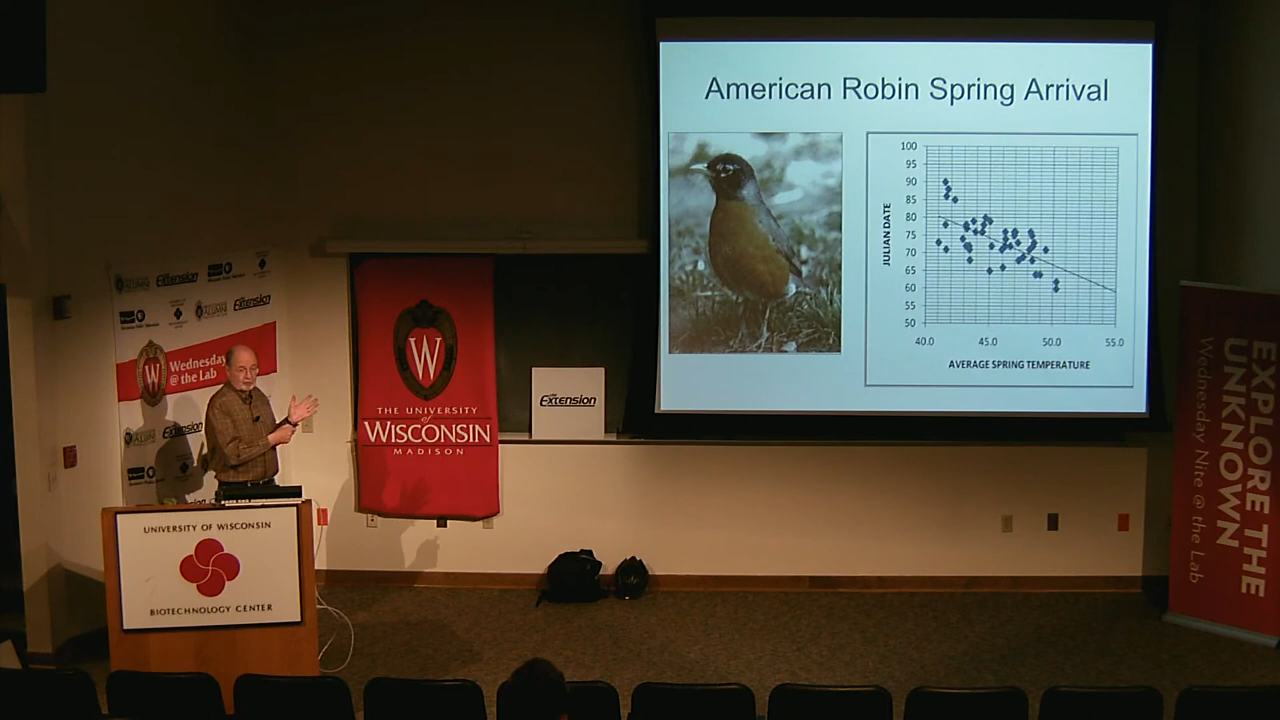 American Robin Spring Arrival
JULIAN DATE
100
95
90
85
80
75
70
65
60
55
50
40.0
45.0
50.0
55.0
AVERAGE SPRING TEMPERATURE
Extension
Extension
Wednesday
@ the Lab
W
Extension
W
THE UNIVERSITY
of
WISCONSIN
MADISON
Extension
UNIVERSITY OF WISCONSIN
BIOTECHNOLOGY CENTER
EXPLORE THE
UNKNOWN
Wednesday Nite @ the Lab